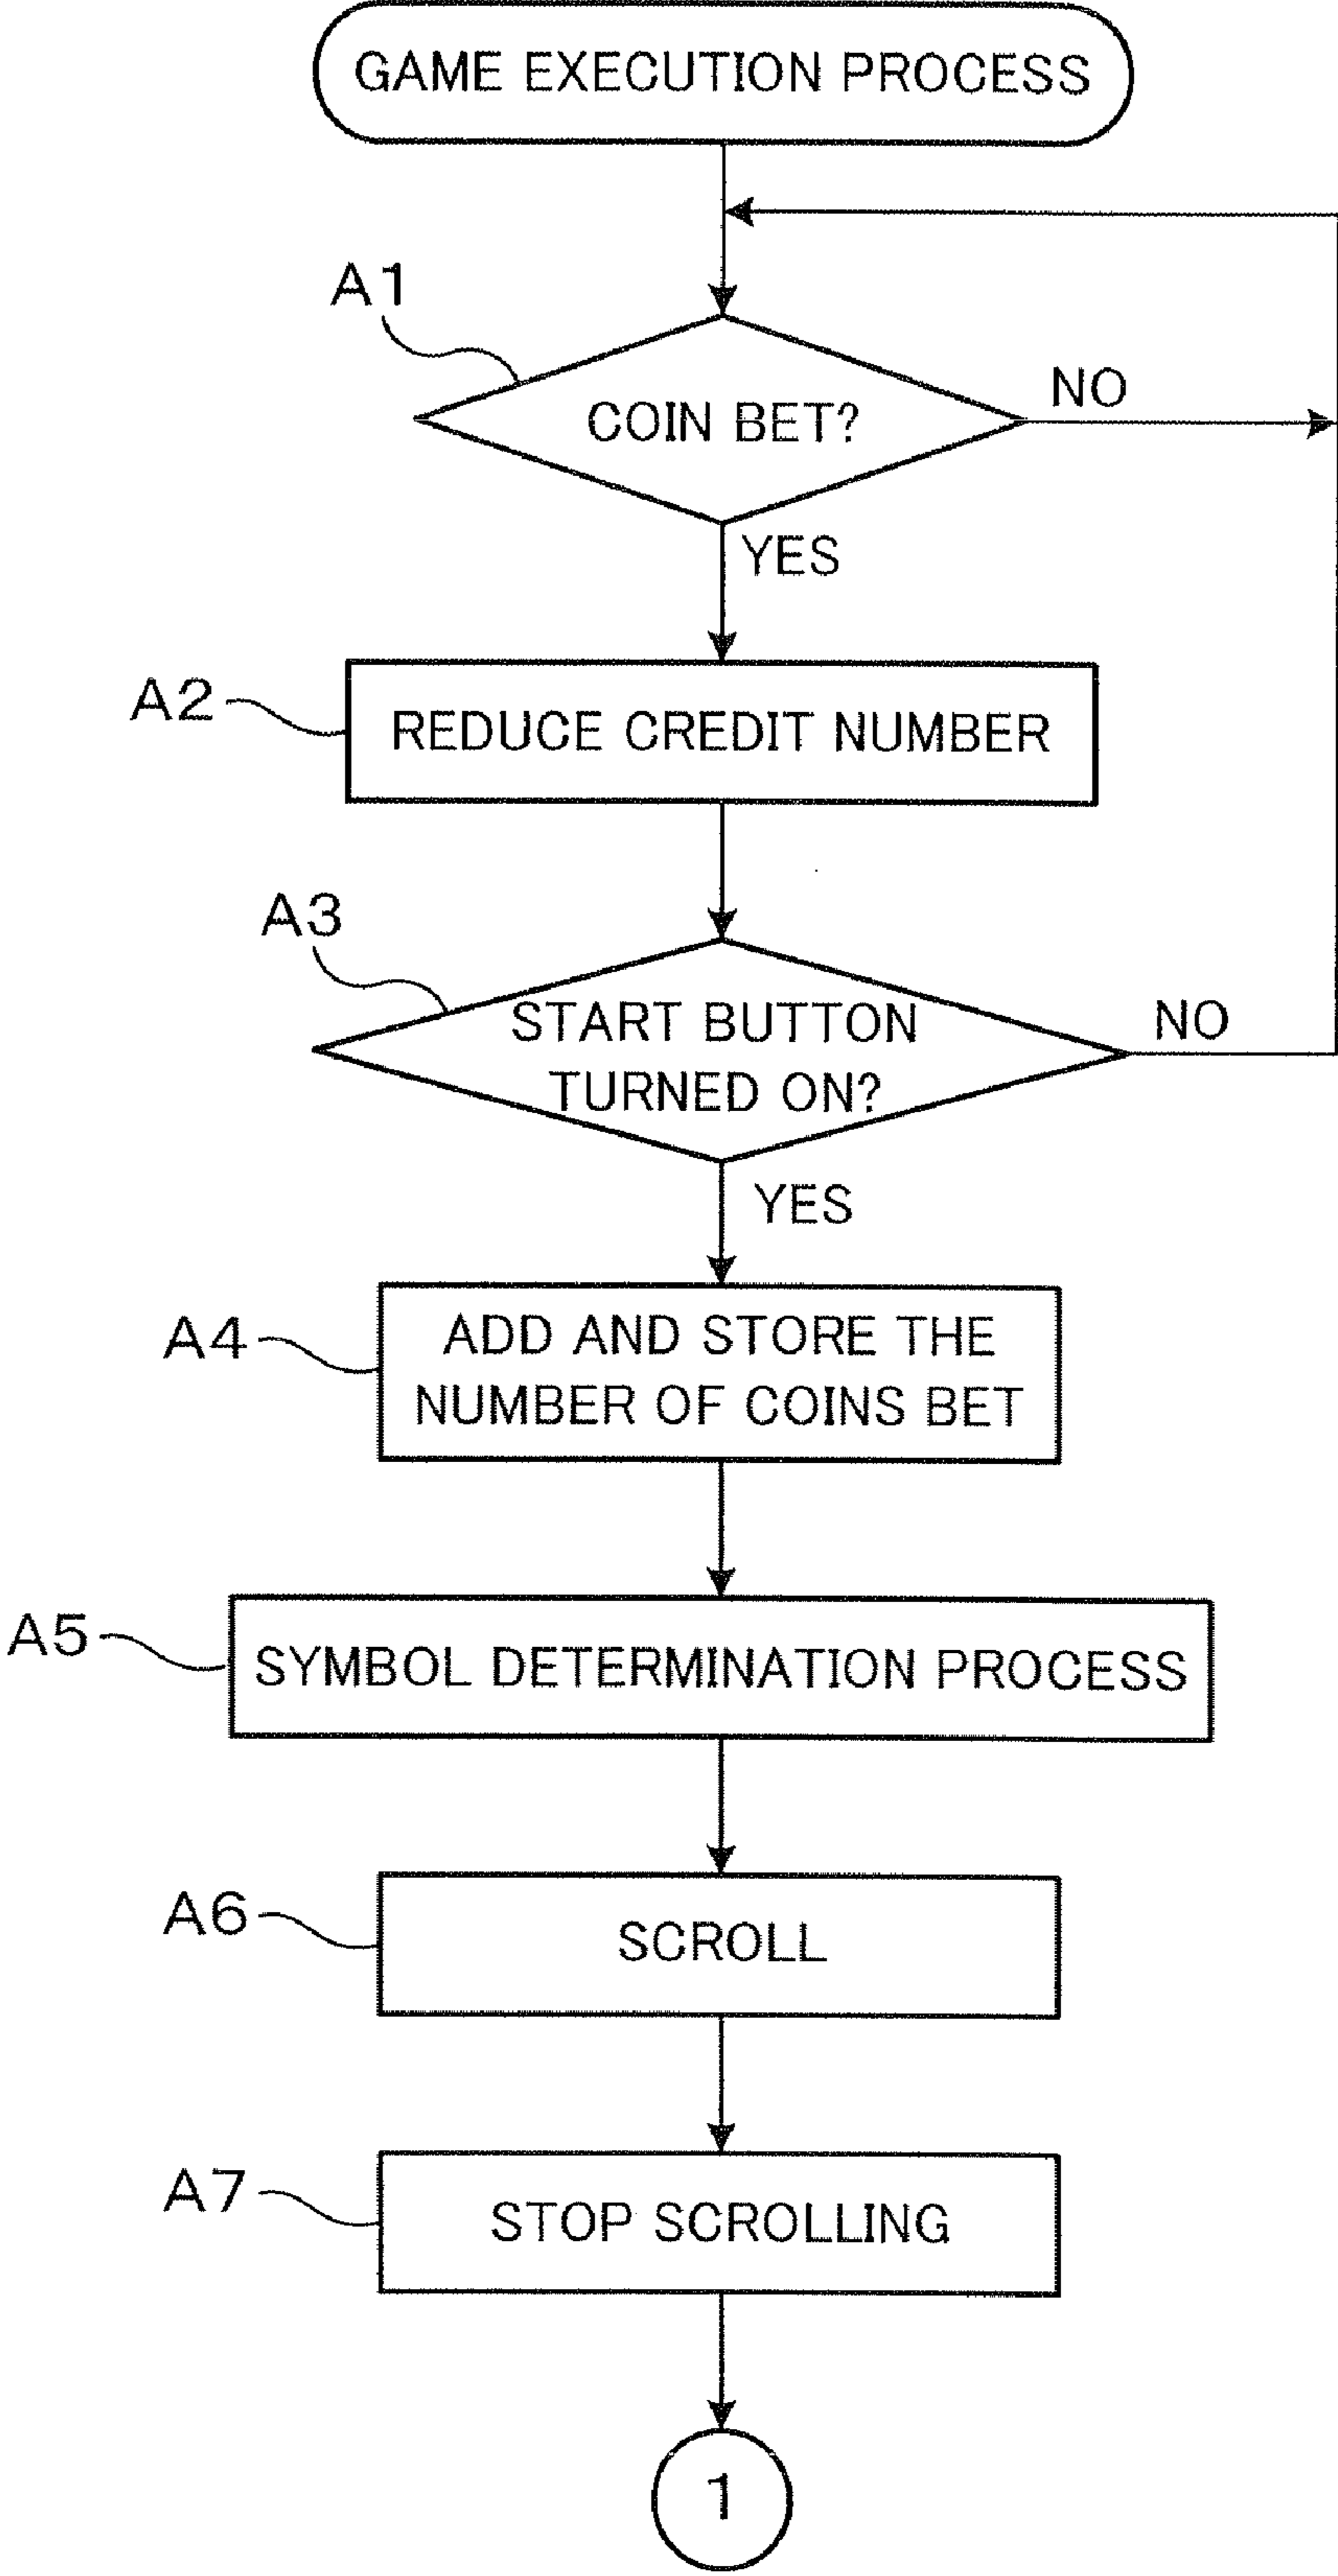 GAME EXECUTION PROCESS
A1
COIN BET?
NO
YES
A2
REDUCE CREDIT NUMBER
A3
START BUTTON
TURNED ON?
NO
YES
A4
ADD AND STORE THE
NUMBER OF COINS BET
A5
SYMBOL DETERMINATION PROCESS
A6
SCROLL
A7
STOP SCROLLING
1